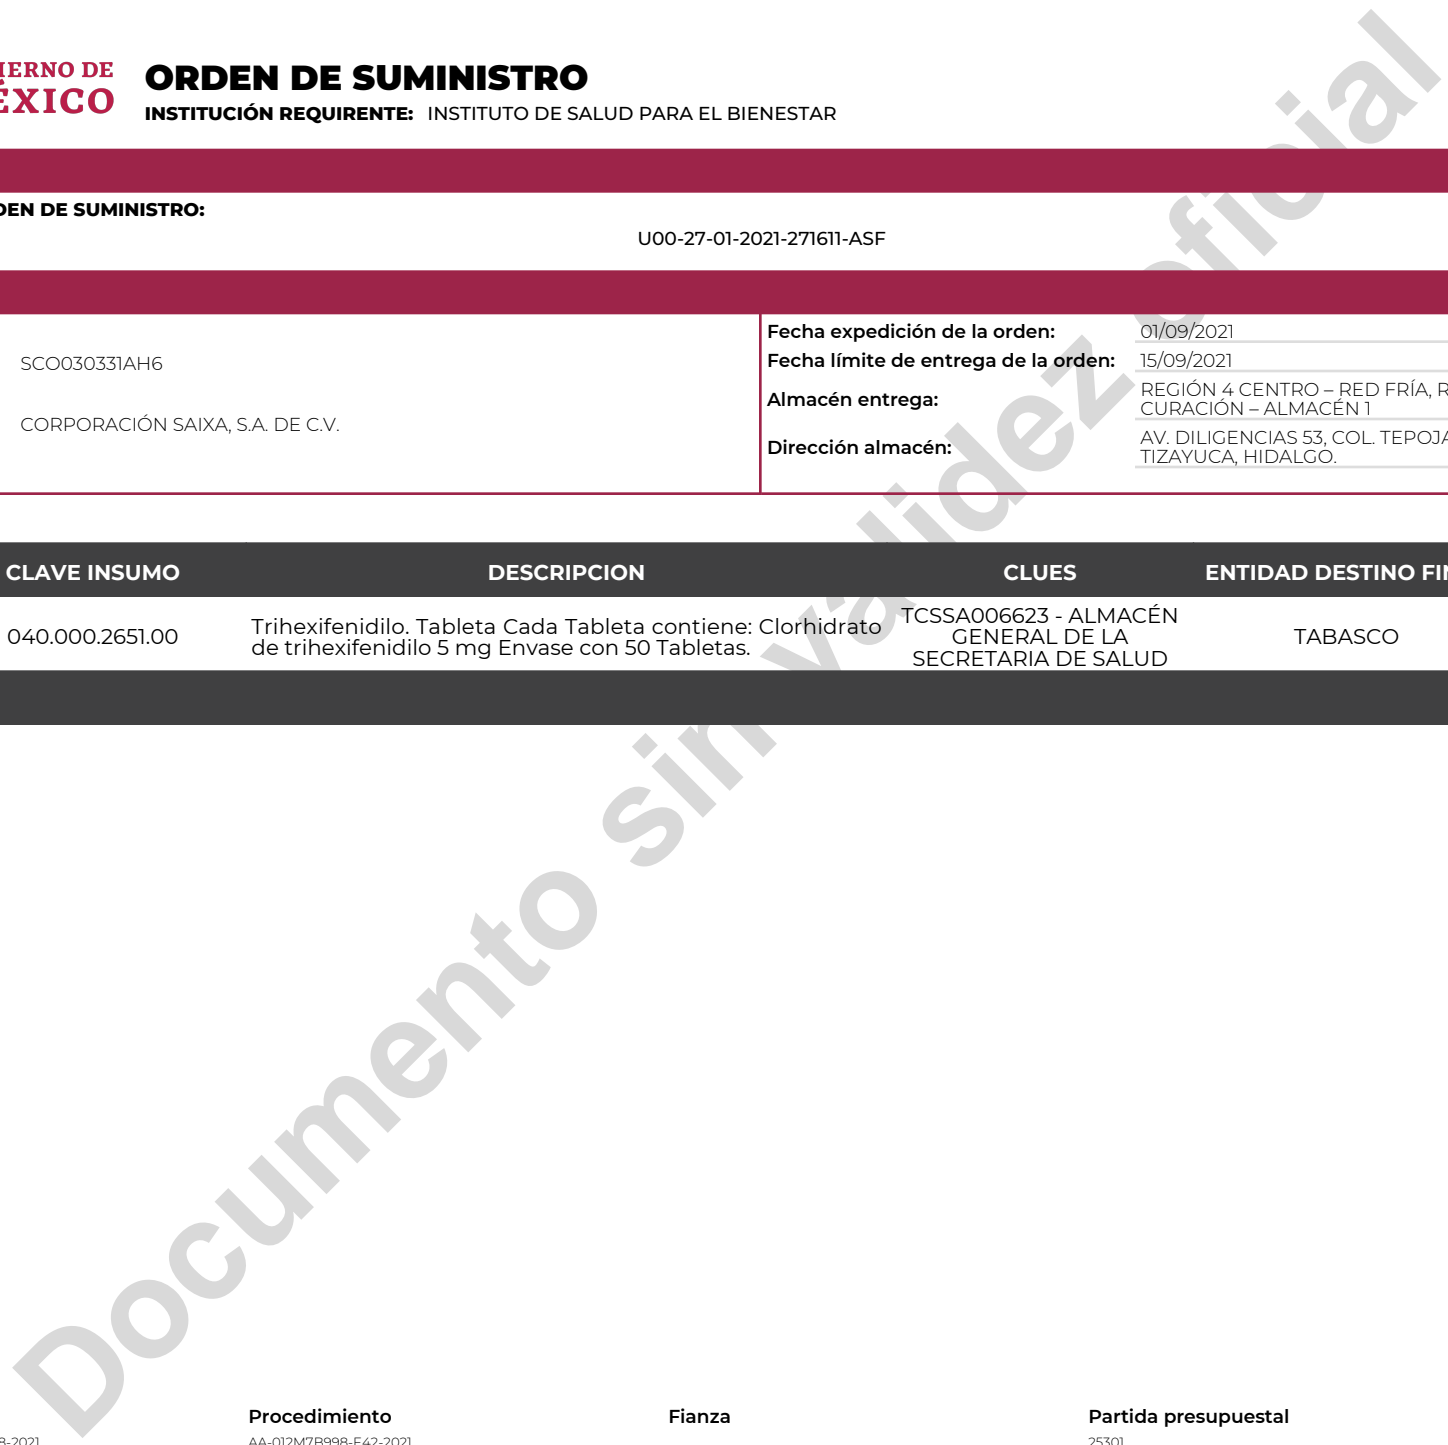 ORDEN DE SUMINISTRO
INSTITUCIÓN REQUIRENTE: INSTITUTO DE SALUD PARA EL BIENESTAR
DE
ÉXICO
DE SUMINISTRO:
U00-27-01-2021-271611-ASF
SCO030331AH6
CORPORACIÓN SAIXA, S.A. DE C.V.
Fecha expedición de la orden: 01/09/2021
Fecha límite de entrega de la orden: 15/09/2021
Almacén entrega: REGIÓN 4 CENTRO – RED FRÍA,
CURACIÓN – ALMACÉN 1
Dirección almacén: AV. DILIGENCIAS 53, COL.
TIZAYUCA, HIDALGO.
CLAVE INSUMO DESCRIPCION CLUES ENTIDAD DESTINO
040.000.2651.00
Trihexifenidilo. Tableta Cada Tableta contiene: Clorhidrato
de trihexifenidilo 5 mg Envase con 50 Tabletas.
TCSSA006623 - ALMACÉN
GENERAL DE LA
SECRETARIA DE SALUD
TABASCO
Documento sin validez oficial
Procedimiento Fianza Partida presupuestal
AA-012M7B998-E42-2021
25301